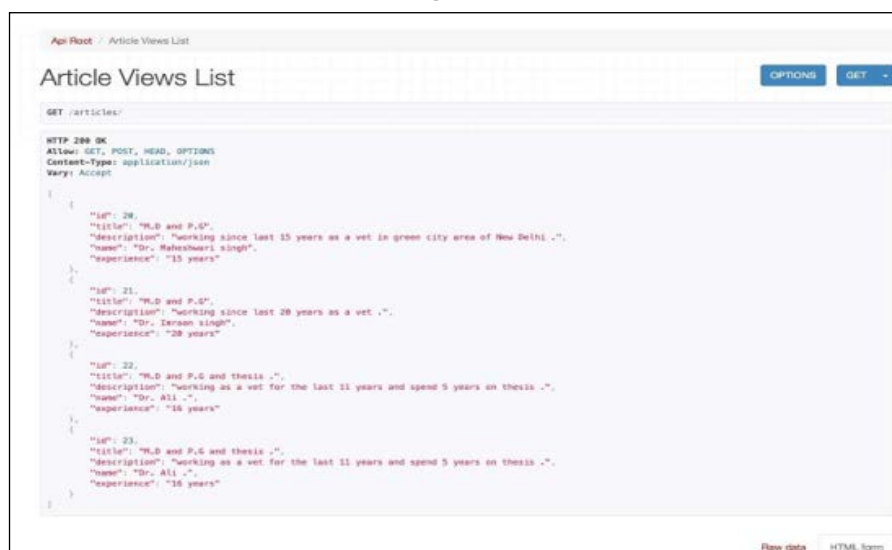 Api Root / Article Views List
Article Views List
OPTIONS GET
GET /articles/
HTTP 200 OK
Allow: GET, POST, HEAD, OPTIONS
Content-Type: application/json
Vary: Accept
[
{
"id": 20,
"title": "M.D and P.G",
"description": "working since last 15 years as a vet in green city area of New Delhi .",
"name": "Dr. Maheshwari singh",
"experience": "15 years"
},
{
"id": 21,
"title": "M.D and P.G",
"description": "working since last 20 years as a vet .",
"name": "Dr. singh",
"experience": "20 years"
},
{
"id": 22,
"title": "M.D and P.G and thesis .",
"description": "working as a vet for the last 11 years and spend 5 years on thesis .",
"name": "Dr. Ali .",
"experience": "16 years"
},
{
"id": 23,
"title": "M.D and P.G and thesis .",
"description": "working as a vet for the last 11 years and spend 5 years on thesis .",
"name": "Dr. Ali .",
"experience": "16 years"
}
]
Raw data HTML form